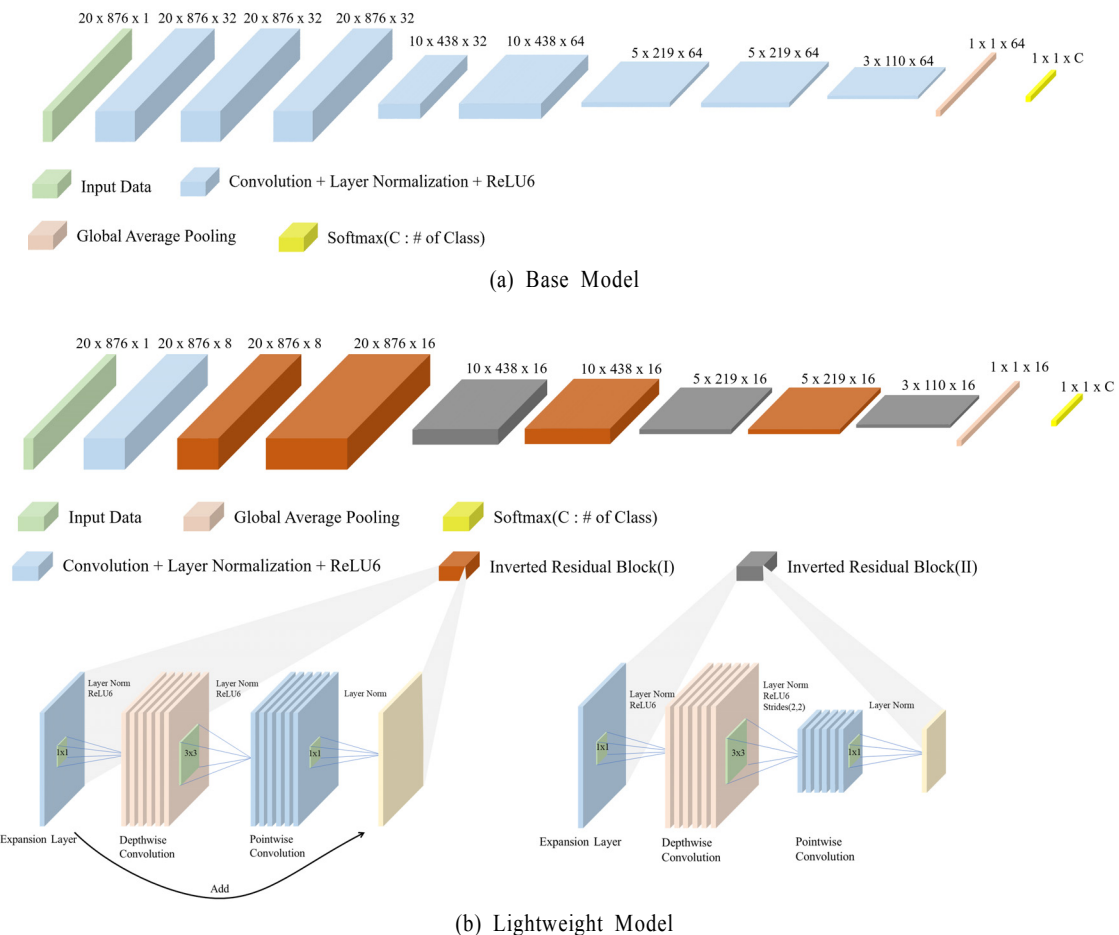 20 x 876 x 1 20 x 876 x 32 20 x 876 x 32 20 x 876 x 32
10 x 438 x 32 10 x 438 x 64 5 x 219 x 64 5 x 219 x 64 3 x 110 x 64 1 x 1 x 64 1 x 1 x C
Input Data Convolution + Layer Normalization + ReLU6
Global Average Pooling Softmax(C : # of Class)
(a) Base Model
20 x 876 x 1 20 x 876 x 8 20 x 876 x 8 20 x 876 x 16
10 x 438 x 16 10 x 438 x 16 5 x 219 x 16 5 x 219 x 16 3 x 110 x 16 1 x 1 x 16 1 x 1 x C
Input Data Global Average Pooling Softmax(C : # of Class)
Convolution + Layer Normalization + ReLU6 Inverted Residual Block(I) Inverted Residual Block(II)
Layer Norm
ReLU6
Layer Norm
ReLU6
Layer Norm
1x1
3x3
1x1
Expansion Layer
Depthwise
Convolution
Pointwise
Convolution
Add
Layer Norm
ReLU6
Layer Norm
ReLU6
Strides(2,2)
Layer Norm
1x1
3x3
1x1
Expansion Layer
Depthwise
Convolution
Pointwise
Convolution
(b) Lightweight Model